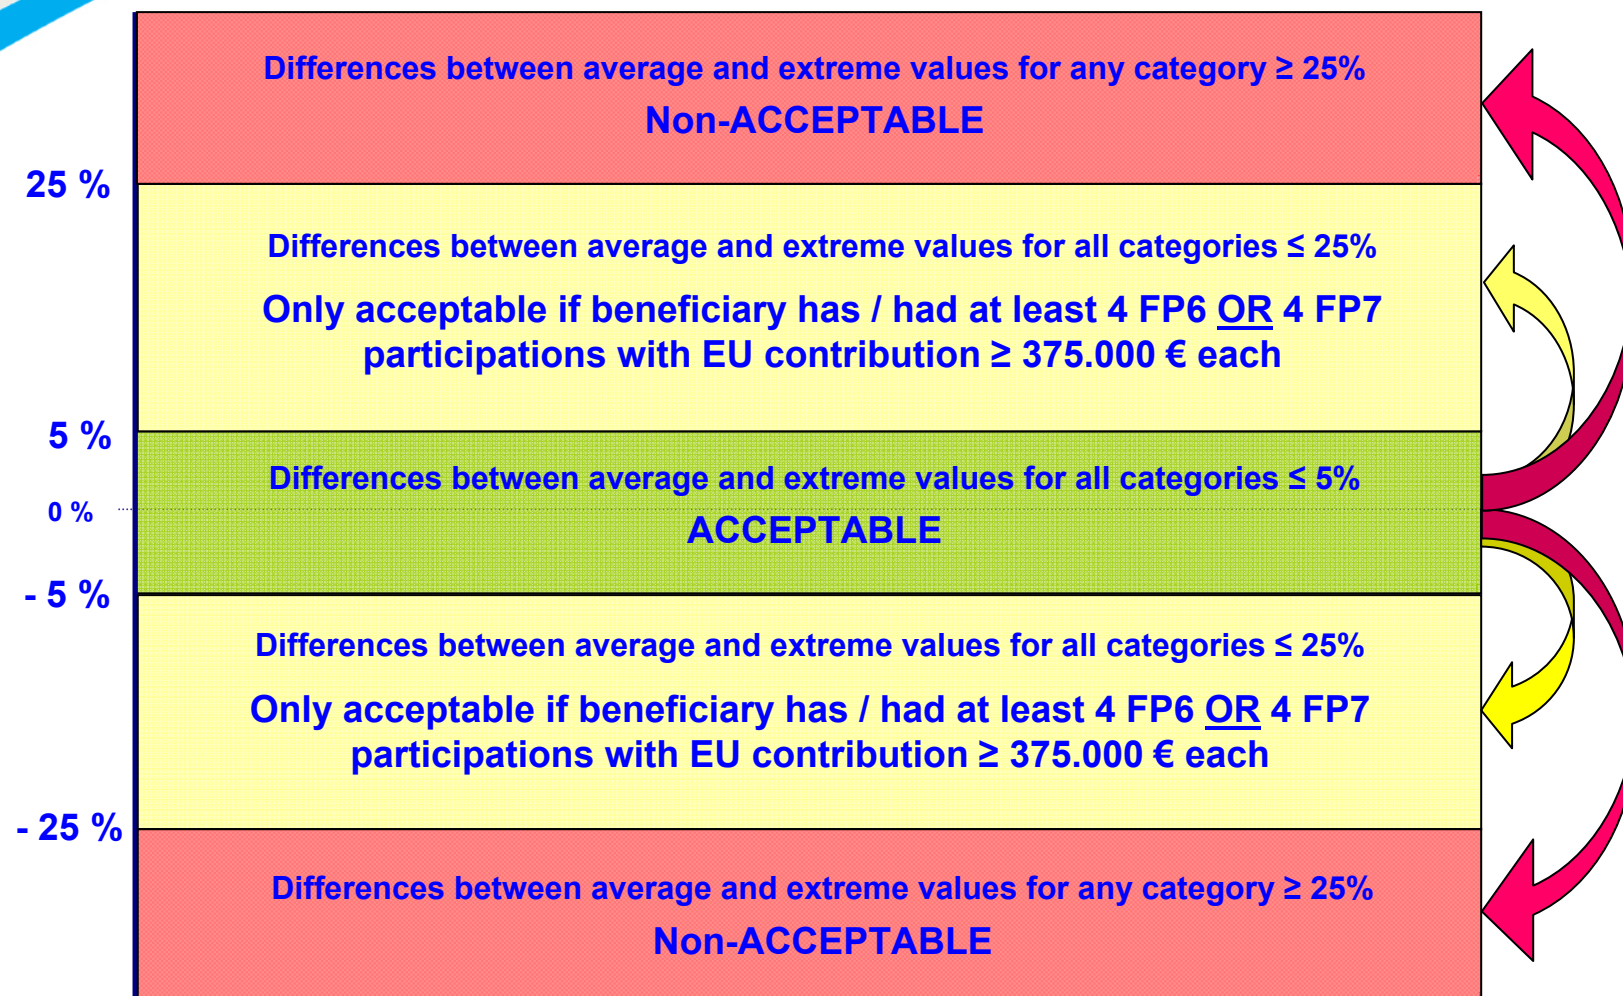 Differences between average and extreme values for any category ≥ 25%
Non-ACCEPTABLE
25 %
Differences between average and extreme values for all categories ≤ 25%
Only acceptable if beneficiary has / had at least 4 FP6 OR 4 FP7
participations with EU contribution ≥ 375.000 € each
5 %
Differences between average and extreme values for all categories ≤ 5%
0 %
ACCEPTABLE
- 5 %
Differences between average and extreme values for all categories ≤ 25%
Only acceptable if beneficiary has / had at least 4 FP6 OR 4 FP7
participations with EU contribution ≥ 375.000 € each
- 25 %
Differences between average and extreme values for any category ≥ 25%
Non-ACCEPTABLE